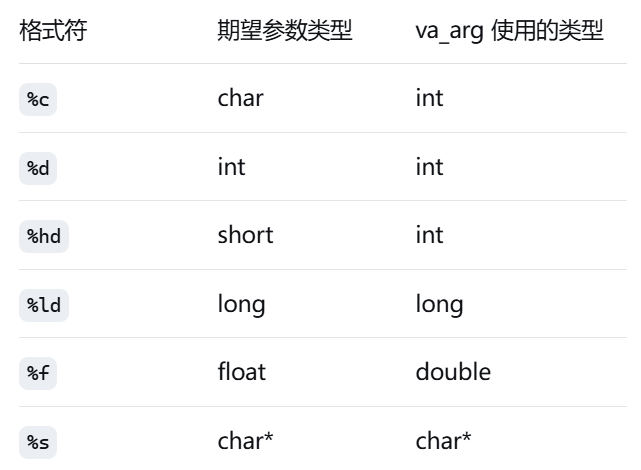 格式符 期望参数类型 va_arg 使用的类型
%c char int
%d int int
%hd short int
%ld long long
%f float double
%s char* char*